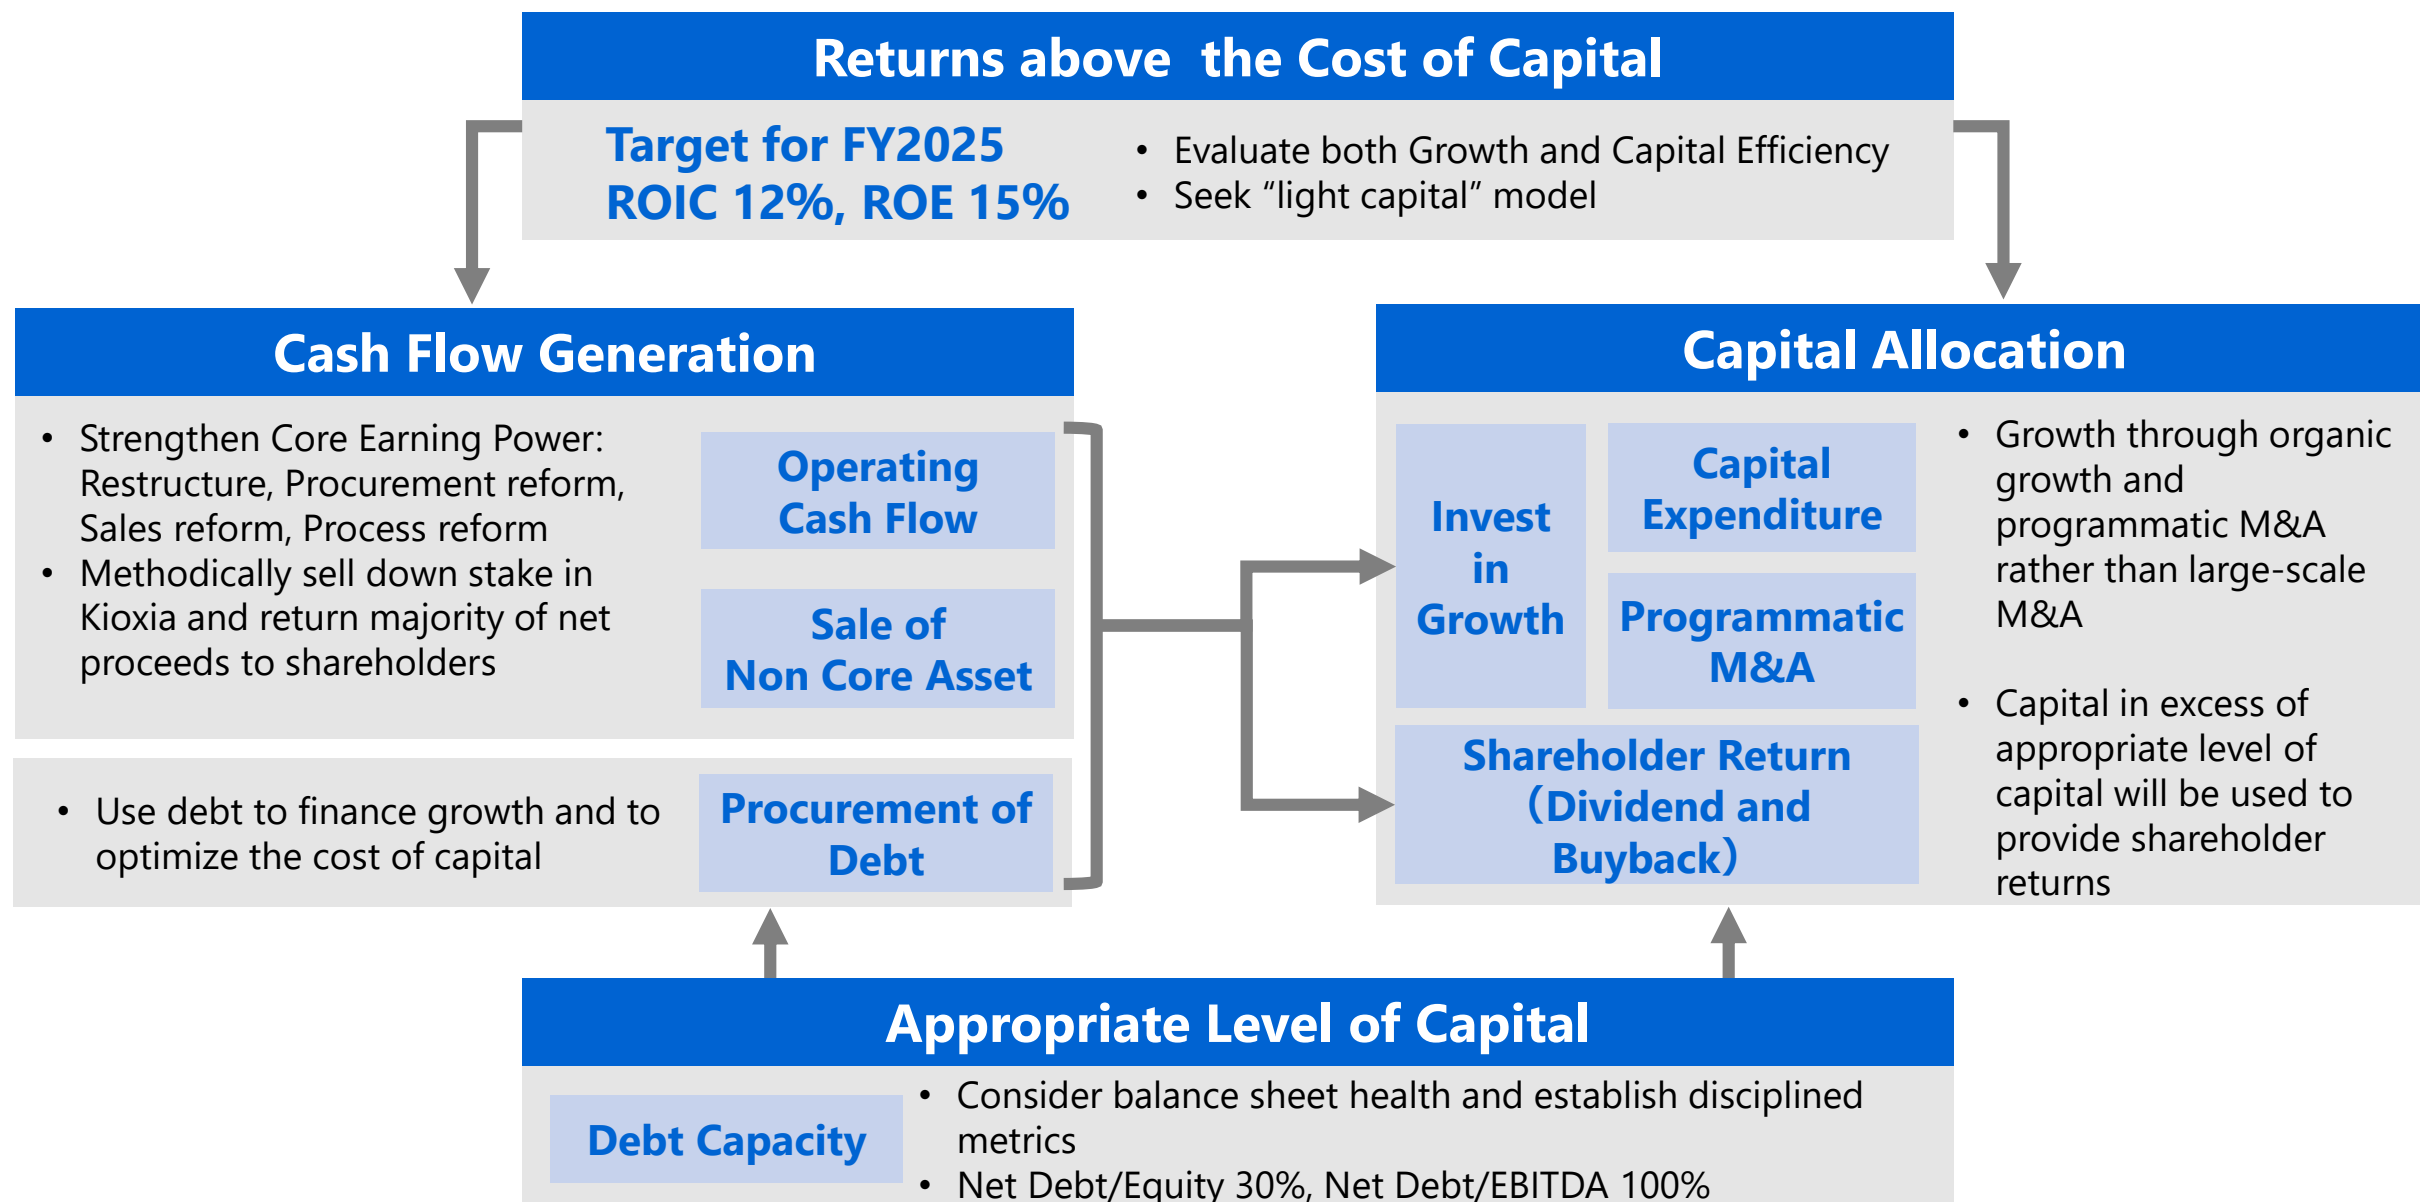 Returns above  the Cost of Capital
Target for FY2025
ROIC 12%, ROE 15%
• Evaluate both Growth and Capital Efficiency
• Seek “light capital” model
Cash Flow Generation
• Strengthen Core Earning Power:
Restructure, Procurement reform,
Sales reform, Process reform
• Methodically sell down stake in
Kioxia and return majority of net
proceeds to shareholders
Operating
Cash Flow
Sale of
Non Core Asset
• Use debt to finance growth and to
optimize the cost of capital
Procurement of
Debt
Capital Allocation
Invest
in
Growth
Capital
Expenditure
Programmatic
M&A
Shareholder Return
（Dividend and
Buyback）
• Growth through organic
growth and
programmatic M&A
rather than large-scale
M&A
• Capital in excess of
appropriate level of
capital will be used to
provide shareholder
returns
Appropriate Level of Capital
Debt Capacity
• Consider balance sheet health and establish disciplined
metrics
• Net Debt/Equity 30%, Net Debt/EBITDA 100%